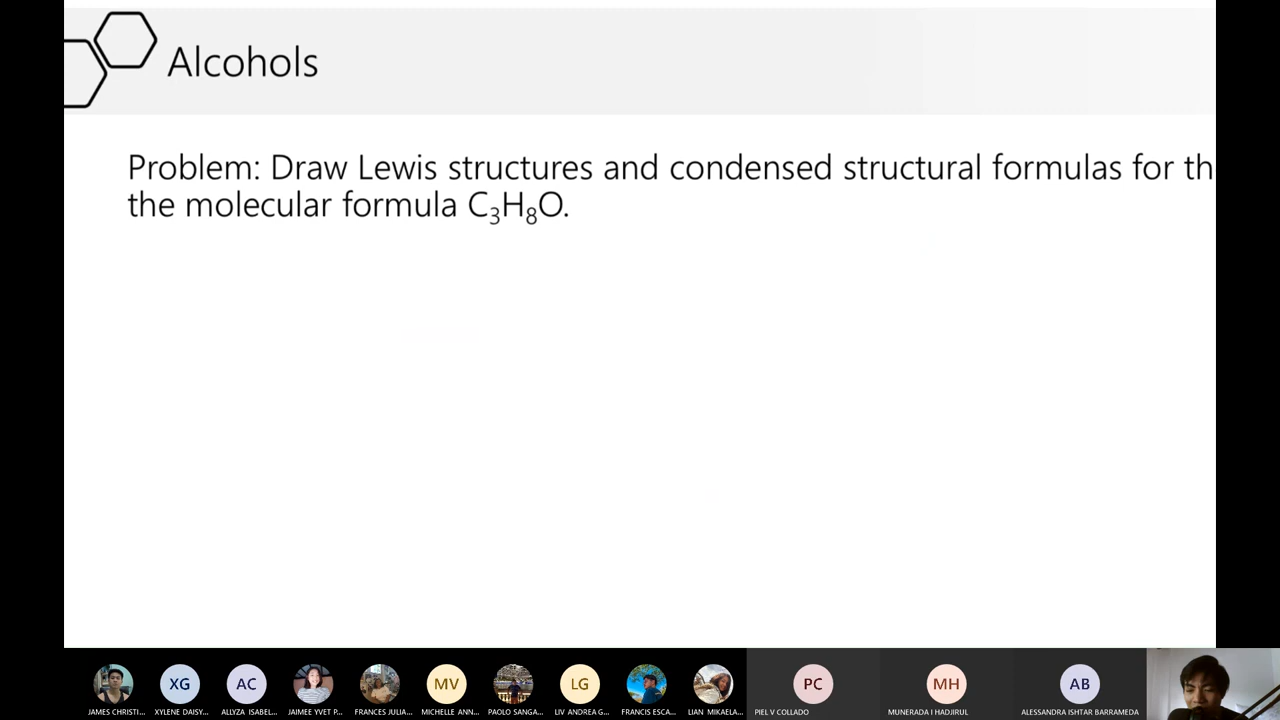 Alcohols
Problem: Draw Lewis structures and condensed structural formulas for th
the molecular formula C₃H₈O.
XG
AC
MV
LG
PC
MH
AB
JAMES CHRISTI...
XYLENE DAISY...
ALLYZA ISABEL...
JAIMEE YVET P...
FRANCES JULIA...
MICHELLE ANN...
PAOLO SANGA...
LIV ANDREA G...
FRANCIS ESCA...
LIAN MIKAELA...
PIEL V COLLADO
MUNERADA I HADJIRUL
ALESSANDRA ISHTAR BARRAMEDA